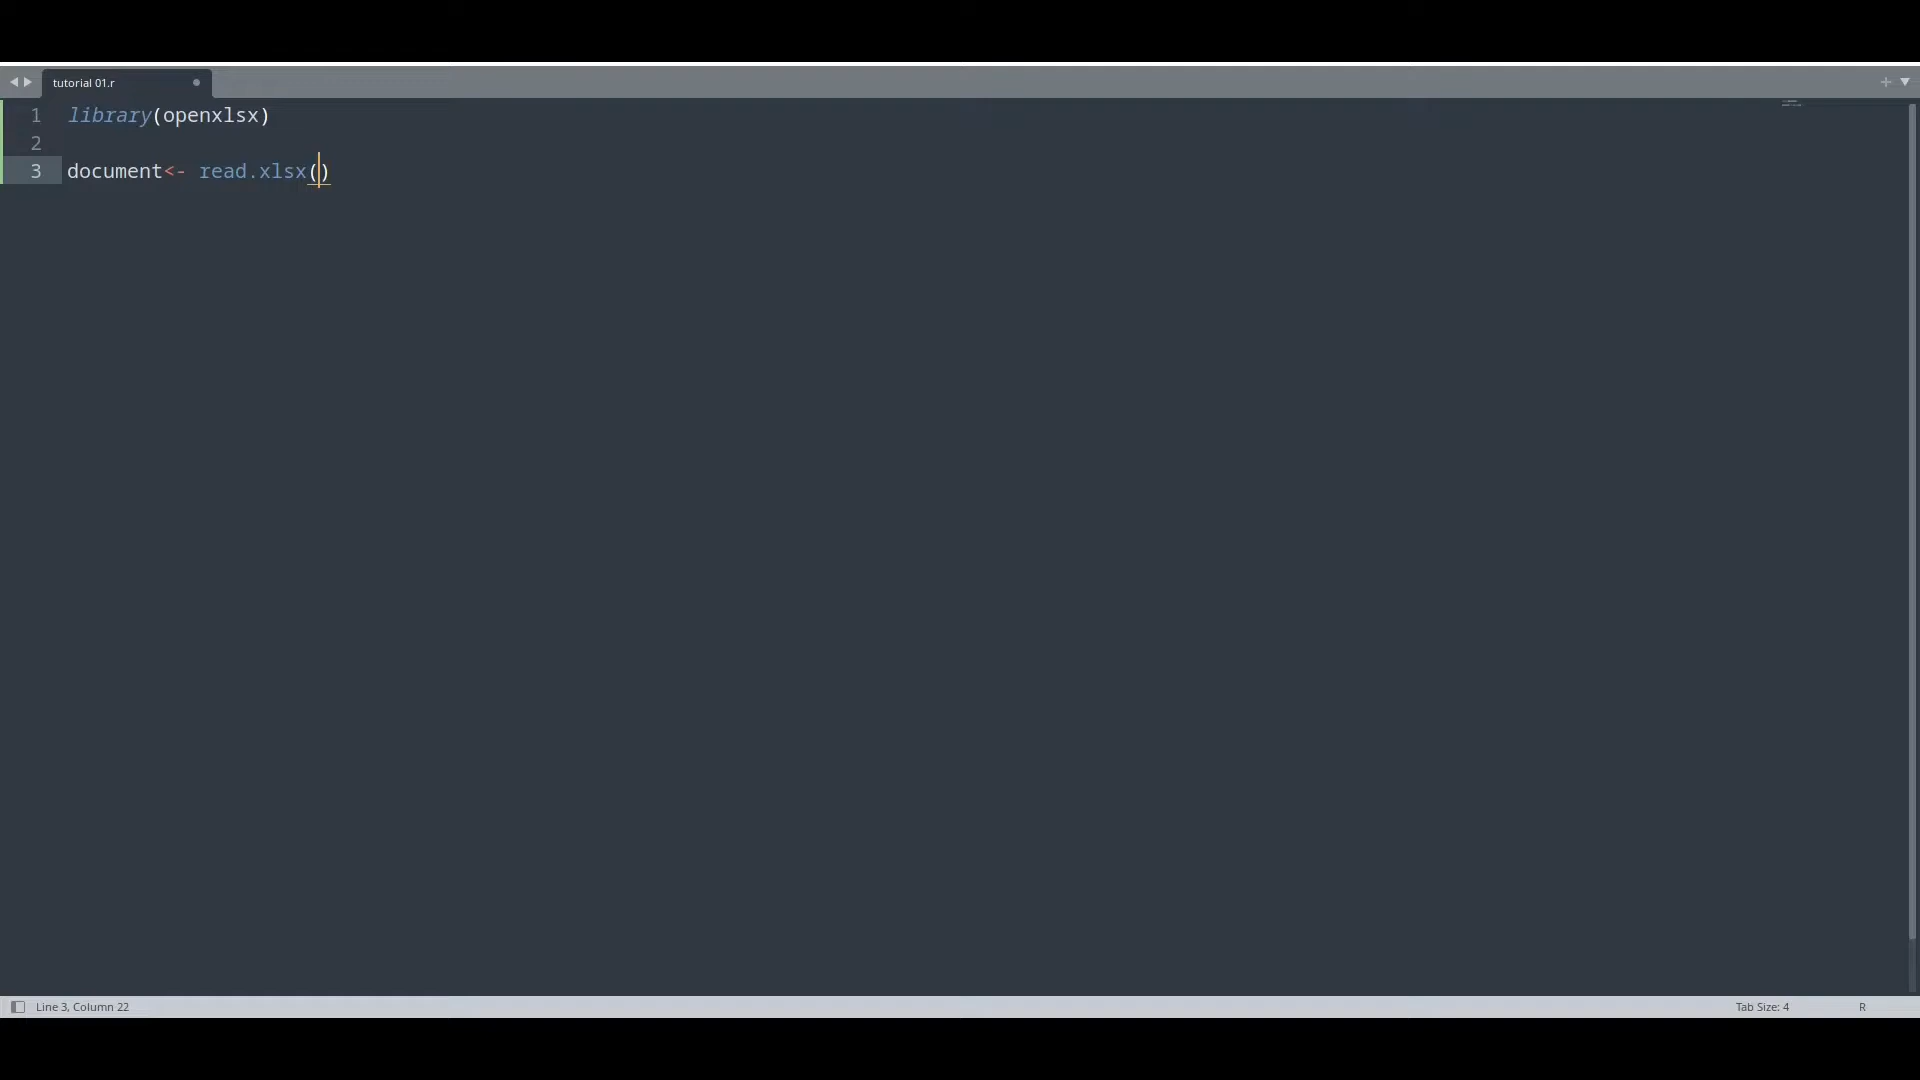 tutorial 01.r
1 library(openxlsx)
2
3 document<- read.xlsx()
Line 3, Column 22
Tab Size: 4
R